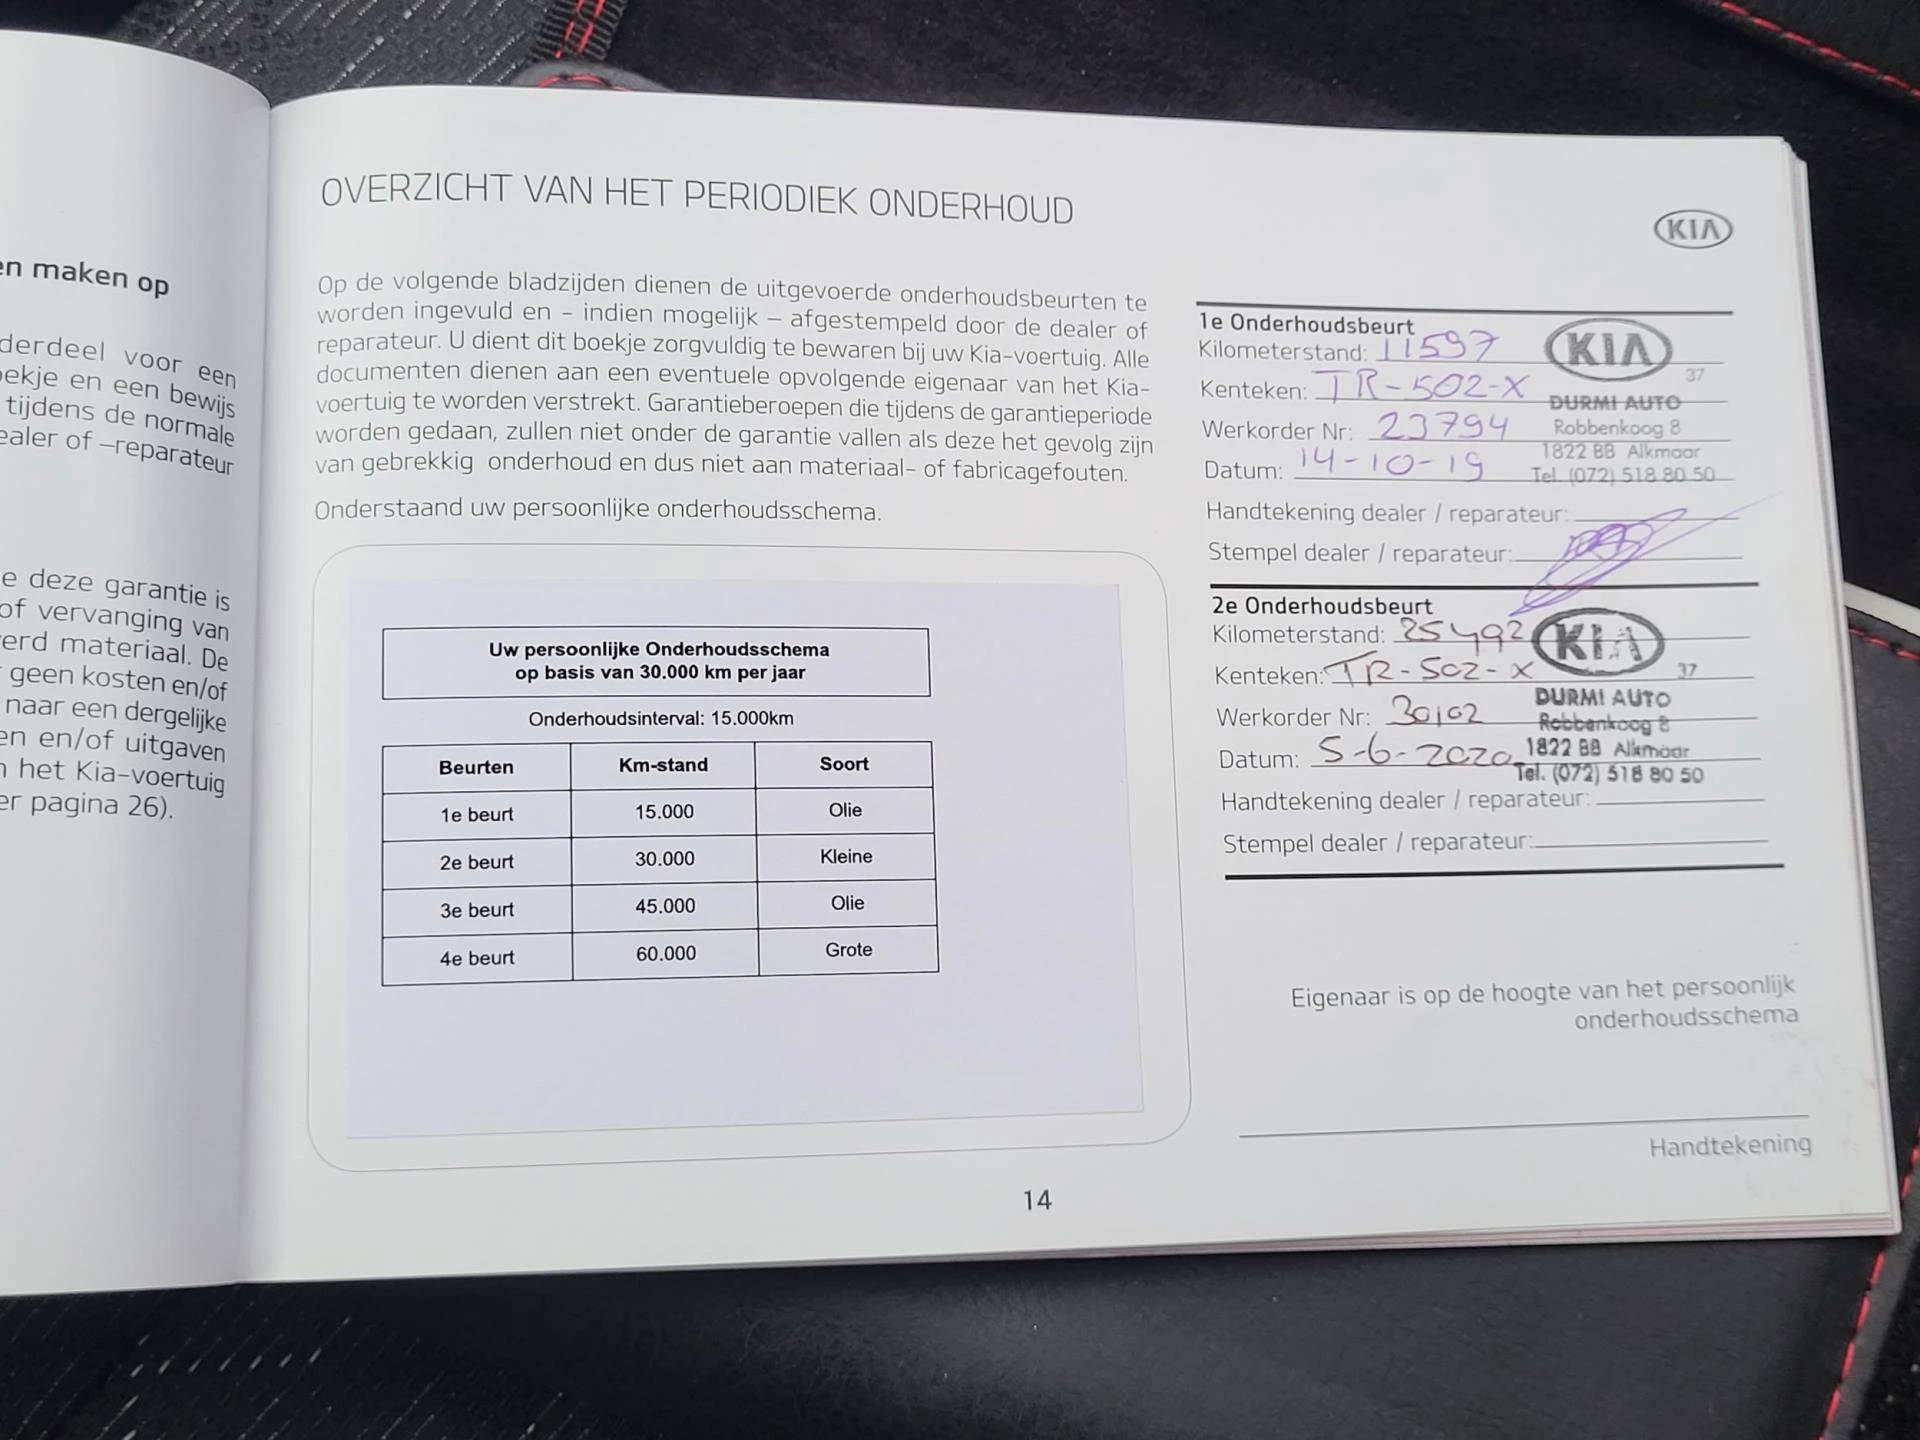 en maken op
derdeel voor een
oekje en een bewijs
tijdens de normale
ealer of –reparateur
e deze garantie is
of vervanging van
erd materiaal. De
geen kosten en/of
naar een dergelijke
en en/of uitgaven
het Kia-voertuig
er pagina 26).
OVERZICHT VAN HET PERIODIEK ONDERHOUD
Op de volgende bladzijden dienen de uitgevoerde onderhoudsbeurten te
worden ingevuld en – indien mogelijk – afgestempeld door de dealer of
reparateur. U dient dit boekje zorgvuldig te bewaren bij uw Kia-voertuig. Alle
documenten dienen aan een eventuele opvolgende eigenaar van het Kia-
voertuig te worden verstrekt. Garantieberoepen die tijdens de garantieperiode
worden gedaan, zullen niet onder de garantie vallen als deze het gevolg zijn
van gebrekkig onderhoud en dus niet aan materiaal- of fabricagefouten.
Onderstaand uw persoonlijke onderhoudsschema.
Uw persoonlijke Onderhoudsschema
op basis van 30.000 km per jaar
Onderhoudsinterval: 15.000km
Beurten Km-stand Soort
1e beurt 15.000 Olie
2e beurt 30.000 Kleine
3e beurt 45.000 Olie
4e beurt 60.000 Grote
KIA
1e Onderhoudsbeurt
Kilometerstand: 11597
Kenteken: TR-502-X
Werkorder Nr: 23794
Datum: 14-10-19
KIA
37
DURMI AUTO
Robbenkoog 8
1822 BB Alkmaar
Tel. (072) 518 80 50
Handtekening dealer / reparateur:
Stempel dealer / reparateur:
2e Onderhoudsbeurt
Kilometerstand: 25492
Kenteken: TR-502-X
Werkorder Nr: 30102
Datum: 5-6-2020
KIA
37
DURMI AUTO
Robbenkoog 8
1822 BB Alkmaar
Tel. (072) 518 80 50
Handtekening dealer / reparateur:
Stempel dealer / reparateur:
Eigenaar is op de hoogte van het persoonlijk
onderhoudsschema
Handtekening
14